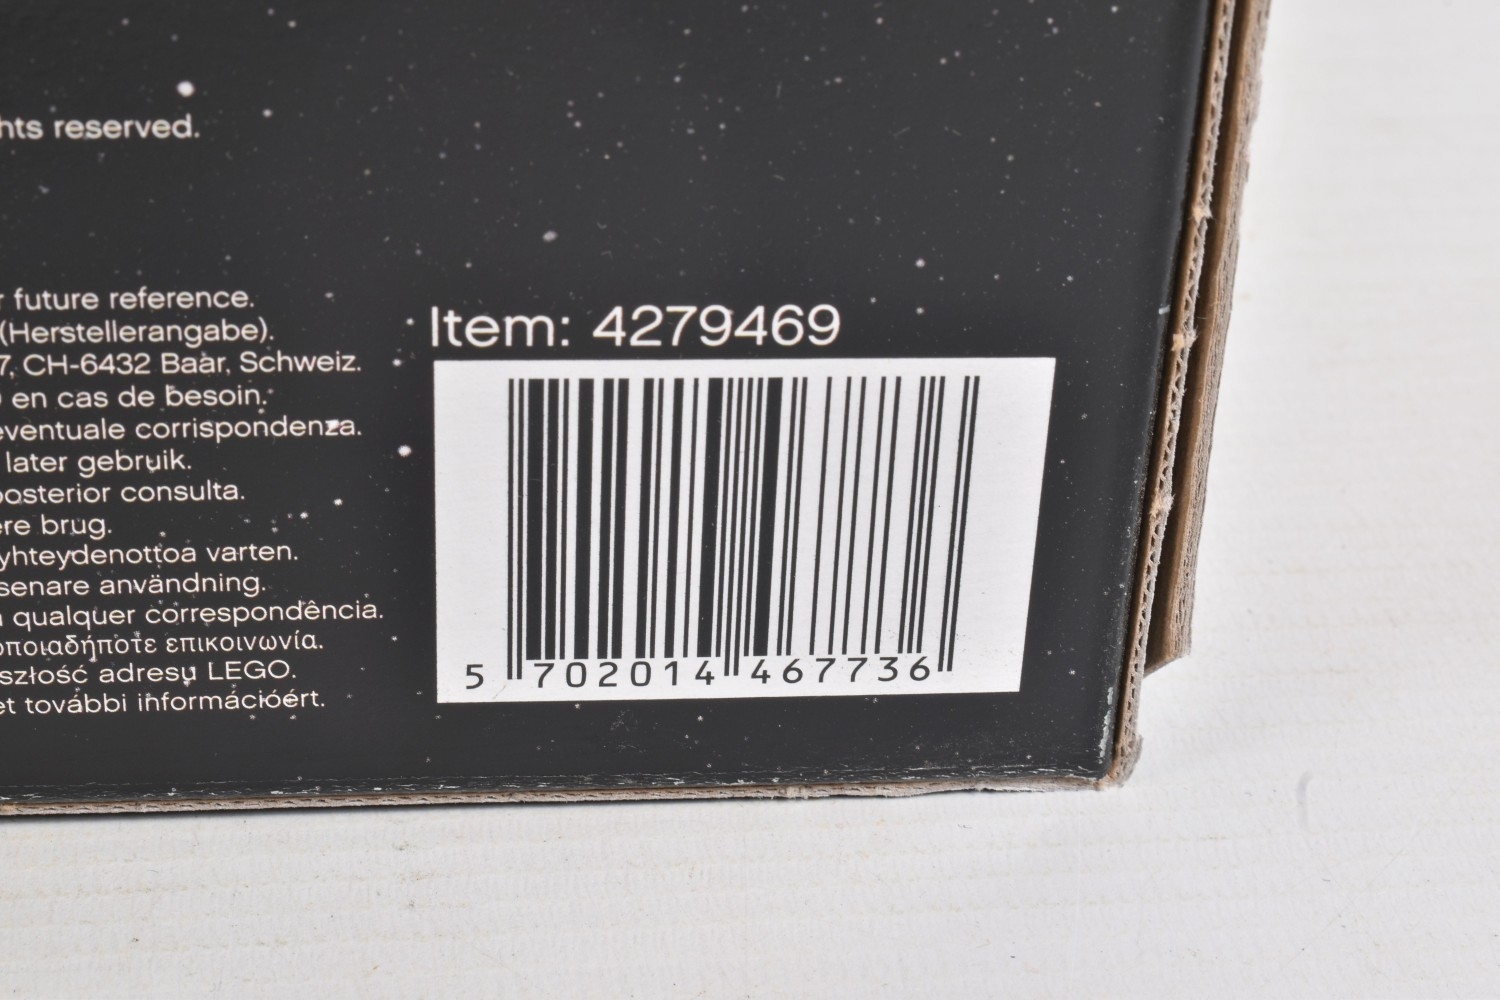 hts reserved.
r future reference.
(Herstellerangabe).
7, CH-6432 Baar, Schweiz.
en cas de besoin.
eventuale corrispondenza.
later gebruik.
posterior consulta.
ere brug.
yhteydenottoa varten.
senare användning.
qualquer correspondência.
οποιαδήποτε επικοινωνία.
szłość adresu LEGO.
et további információért.
Item: 4279469
5 702014 467736